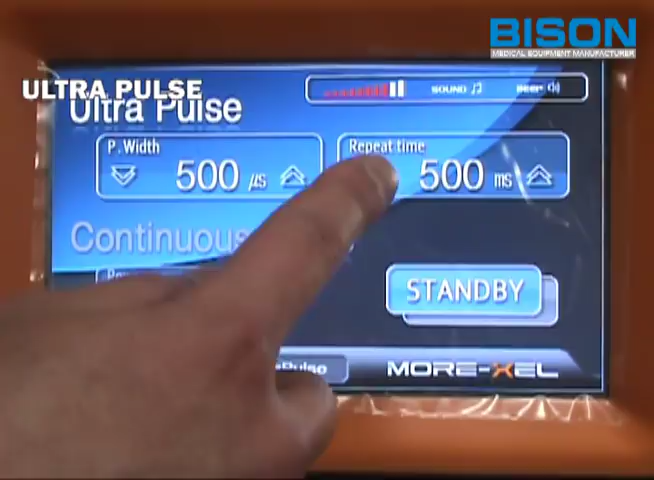 BISON
MEDICAL EQUIPMENT MANUFACTURER
ULTRA PULSE
SOUND
BEEP
Ultra Pulse
P.Width
Repeat time
500 µs
500 ms
Continuous
STANDBY
MORE-XEL